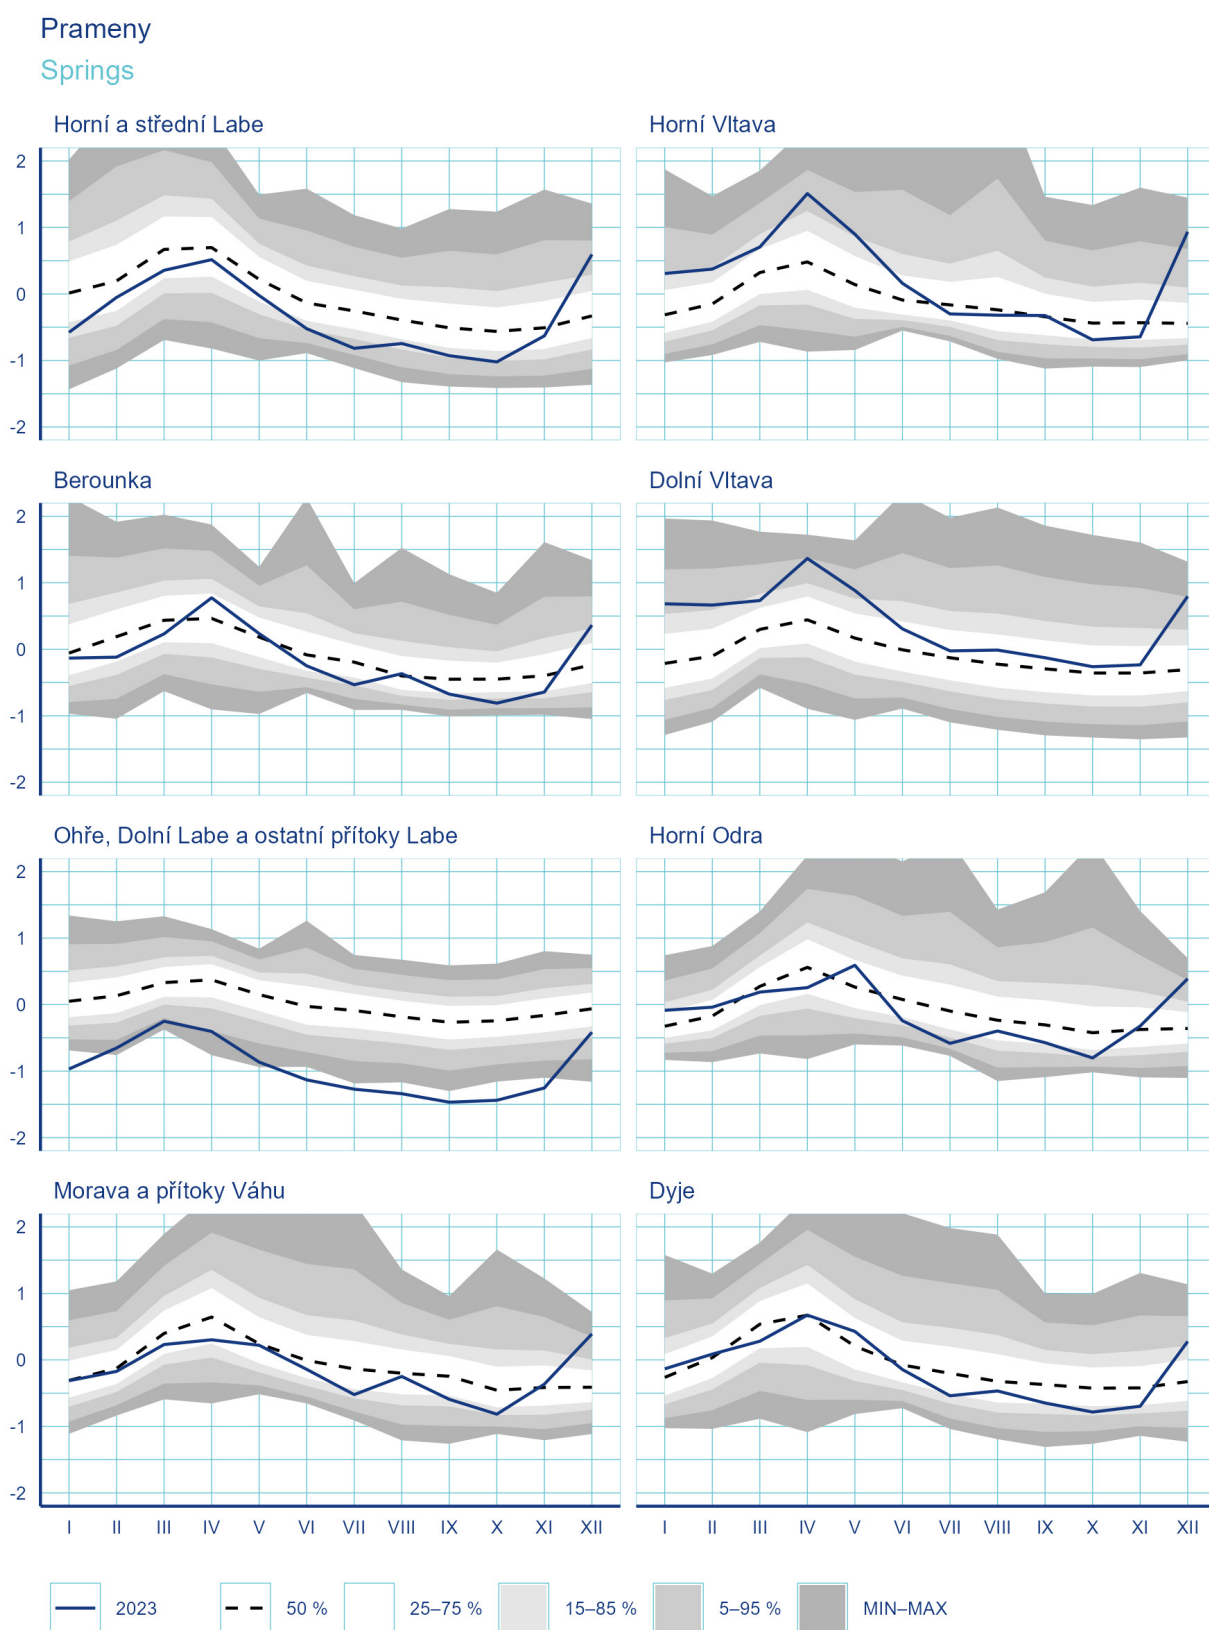 Prameny
Springs
Horní a střední Labe
Horní Vltava
2
1
0
-1
-2
Berounka
Dolní Vltava
2
1
0
-1
-2
Ohře, Dolní Labe a ostatní přítoky Labe
Horní Odra
2
1
0
-1
-2
Morava a přítoky Váhu
Dyje
2
1
0
-1
-2
I II III IV V VI VII VIII IX X XI XII
I II III IV V VI VII VIII IX X XI XII
2023 50 % 25–75 % 15–85 % 5–95 % MIN–MAX